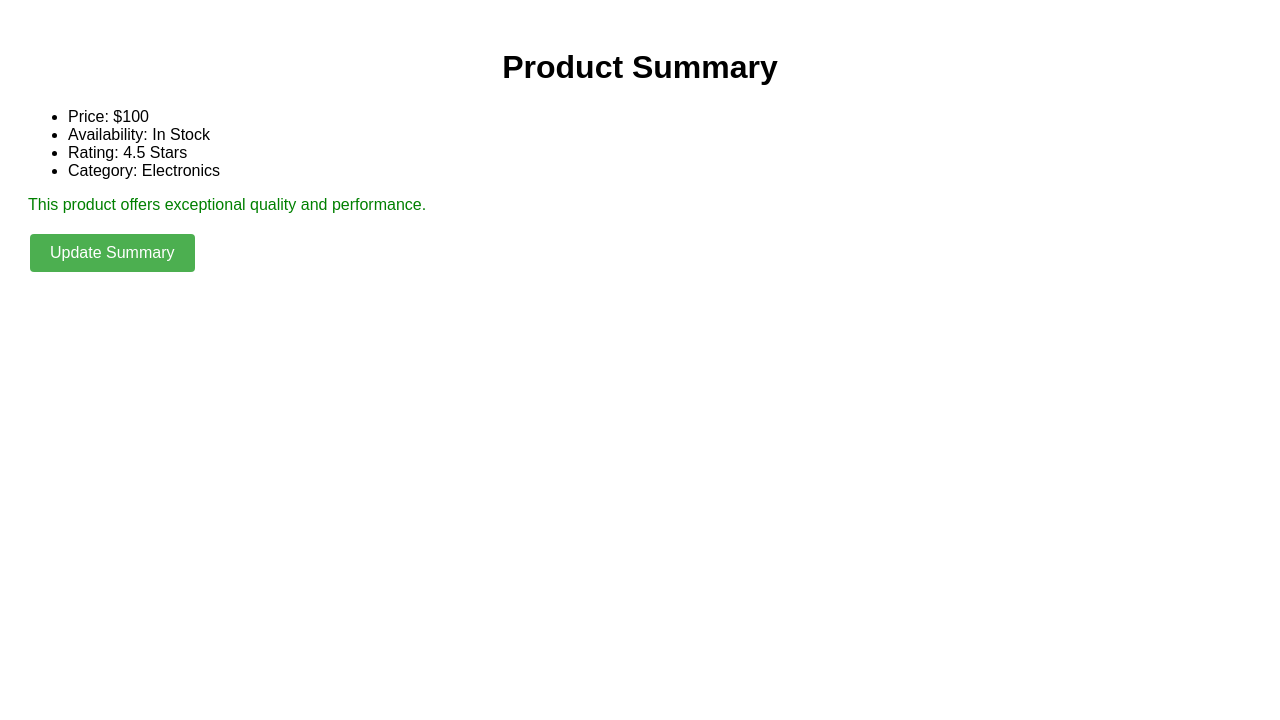 Product Summary
Price: $100
Availability: In Stock
Rating: 4.5 Stars
Category: Electronics
This product offers exceptional quality and performance.
Update Summary